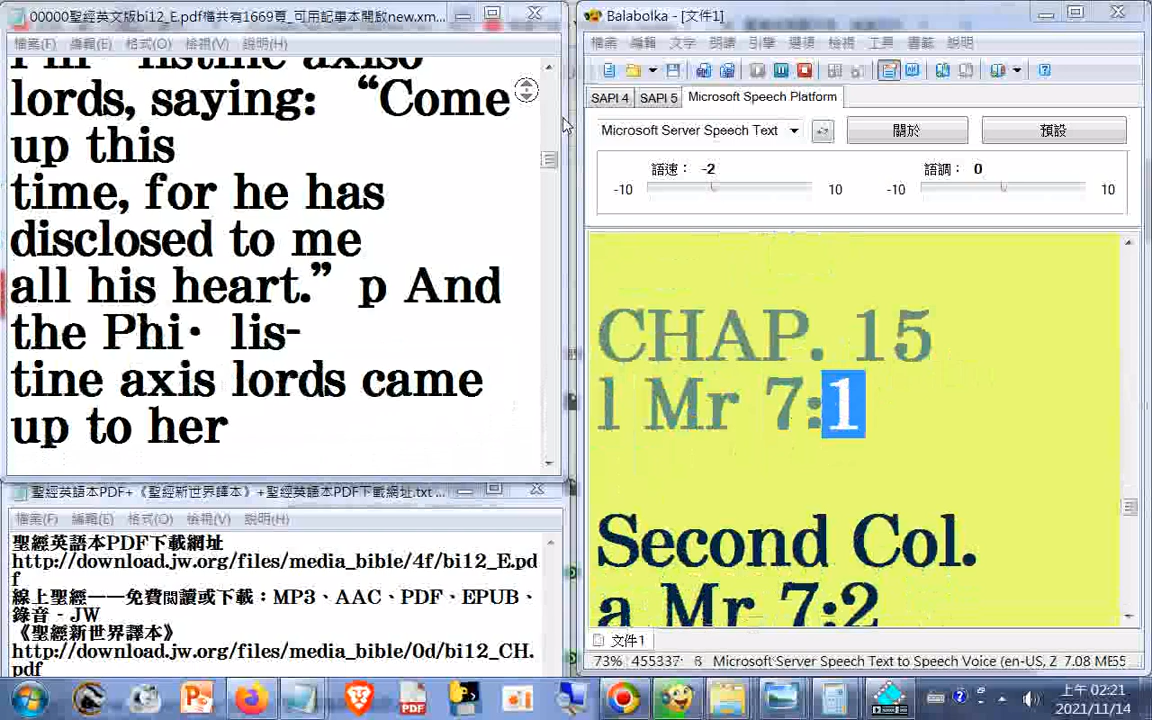 00000聖經英文版bi12_E.pdf檔共有1669頁_可用記事本開啟new.xm...
檔案(F) 編輯(E) 格式(O) 檢視(V) 說明(H)
Phi· listine axiso
lords, saying: “Come
up this
time, for he has
disclosed to me
all his heart.” p And
the Phi· lis-
tine axis lords came
up to her
聖經英語本PDF+《聖經新世界譯本》+聖經英語本PDF下載網址.txt ...
檔案(F) 編輯(E) 格式(O) 檢視(V) 說明(H)
聖經英語本PDF下載網址
http://download.jw.org/files/media_bible/4f/bi12_E.pd
f
線上聖經——免費閱讀或下載：MP3、AAC、PDF、EPUB、
錄音 - JW
《聖經新世界譯本》
http://download.jw.org/files/media_bible/0d/bi12_CH.
pdf
Balabolka - [文件1]
檔案 編輯 文字 朗讀 引擎 選項 檢視 工具 書籤 說明
SAPI 4 SAPI 5 Microsoft Speech Platform
Microsoft Server Speech Text 關於 預設
語速： -2 語調： 0
-10 10 -10 10
CHAP. 15
l Mr 7:1
Second Col.
a Mr 7:2
文件1
73% 455337: Microsoft Server Speech Text to Speech Voice (en-US, Z 7.08 ME55
PDF
上午 02:21
2021/11/14